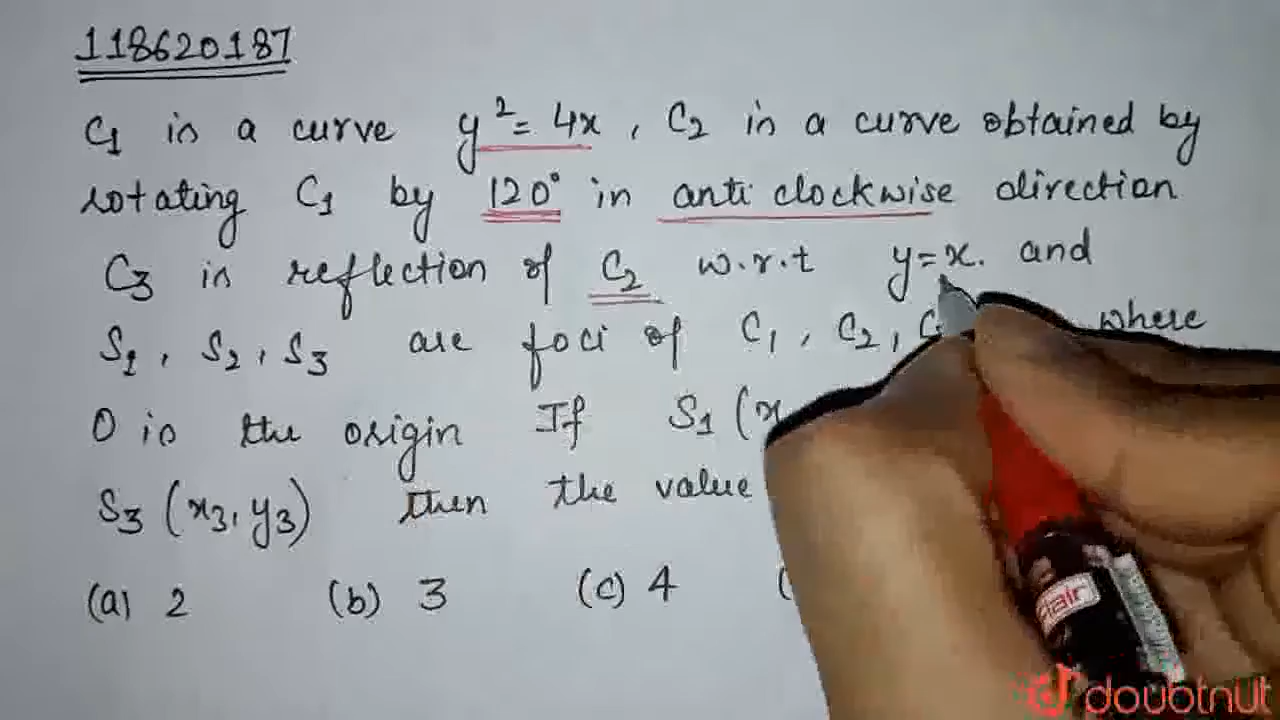 118620187
C1 is a curve y² = 4x , C2 is a curve obtained by
rotating C1 by 120° in anti clockwise direction
C3 is reflection of C2 w.r.t y=x. and
S1 , S2 , S3 are foci of C1 , C2 , where
O is the origin If S1 (x
S3 (x3, y3) then the value
(a) 2 (b) 3 (c) 4 (
clair
doubtnut